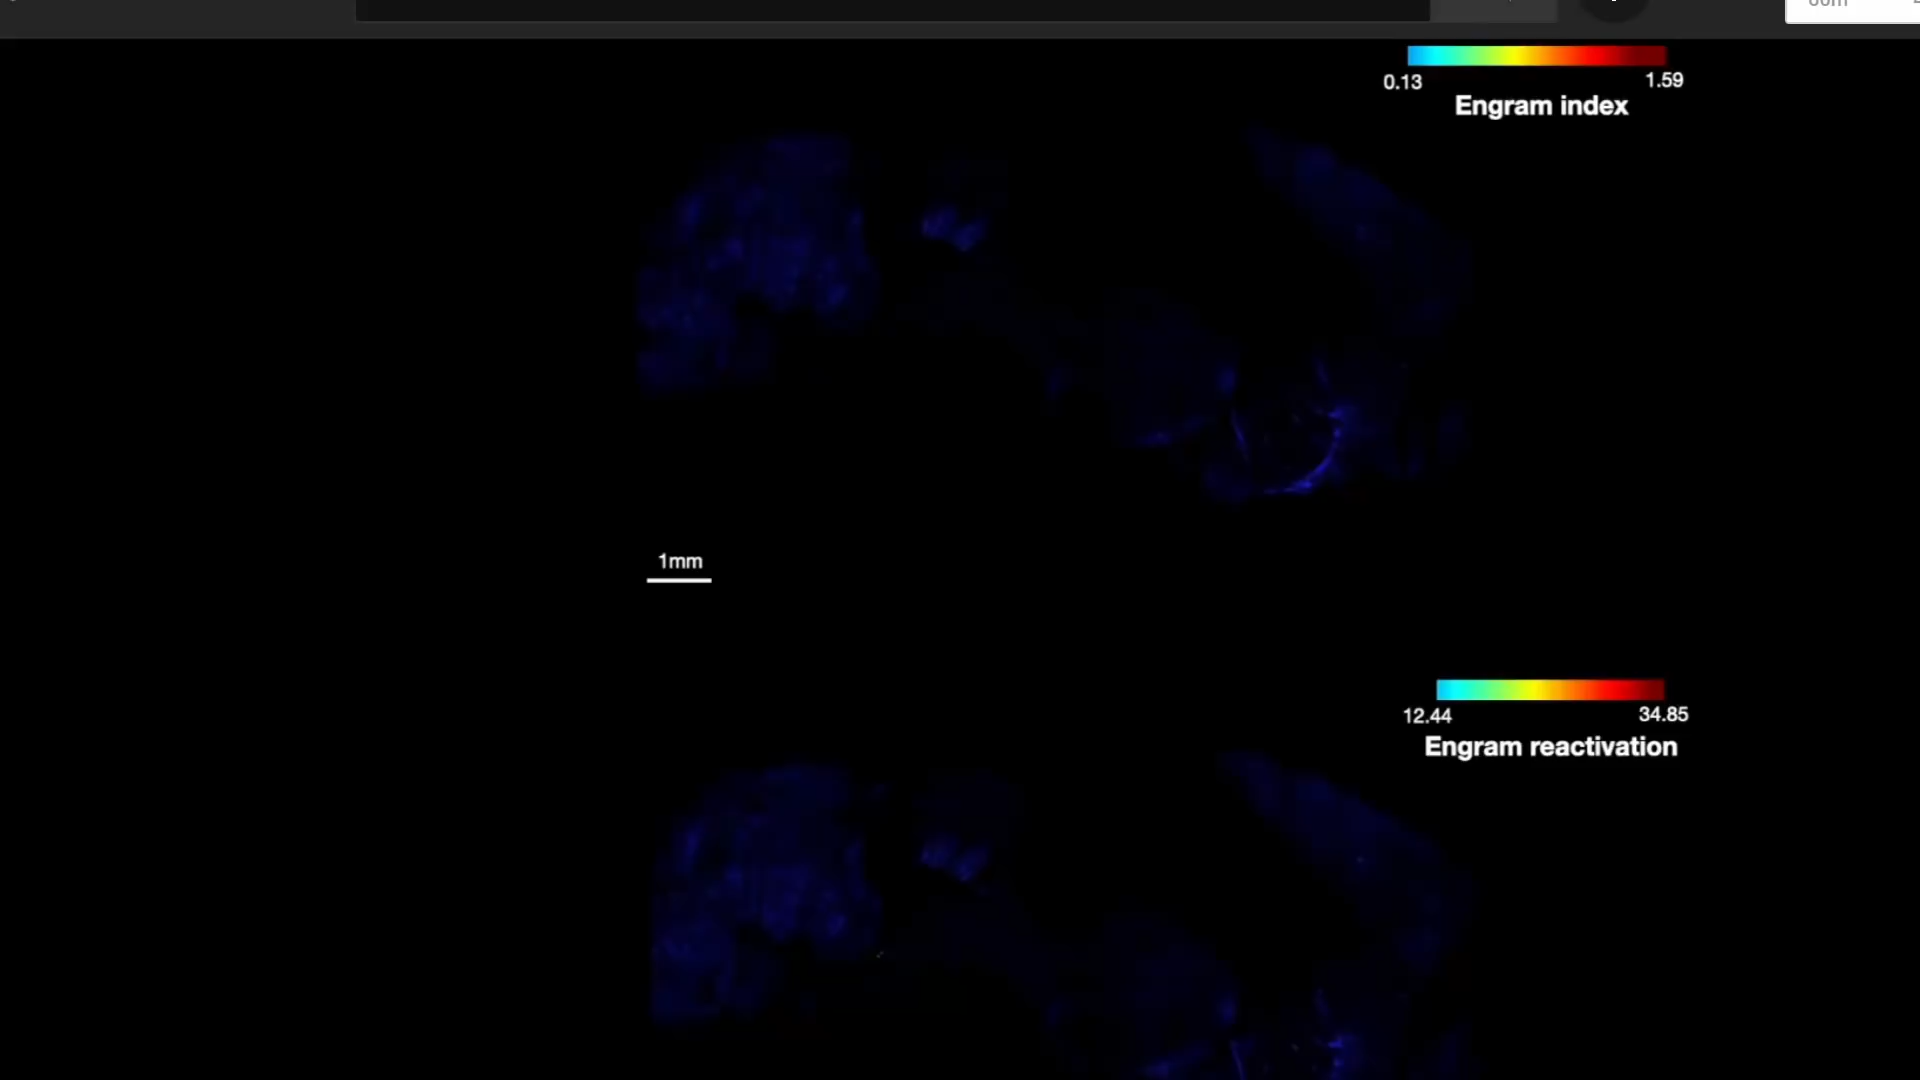 0.13 1.59
Engram index
1mm
12.44 34.85
Engram reactivation